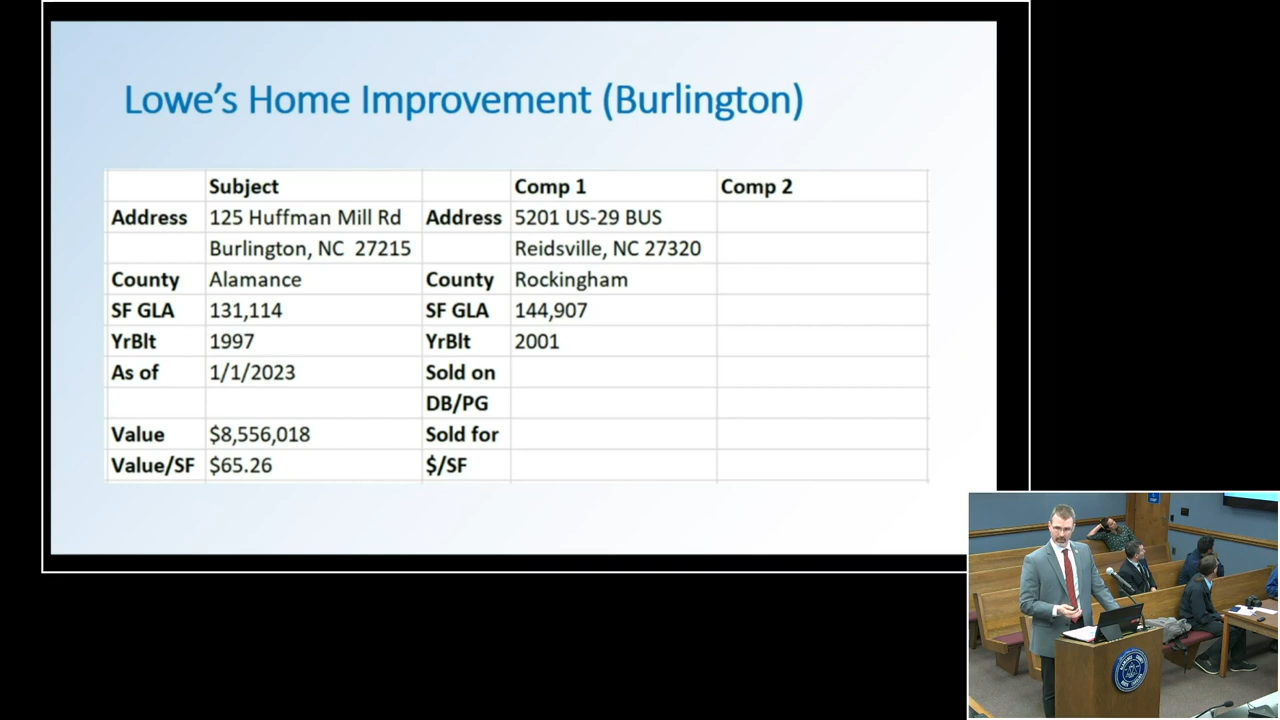 Lowe's Home Improvement (Burlington)
Subject Comp 1 Comp 2
Address 125 Huffman Mill Rd Address 5201 US-29 BUS
Burlington, NC 27215 Reidsville, NC 27320
County Alamance County Rockingham
SF GLA 131,114 SF GLA 144,907
YrBlt 1997 YrBlt 2001
As of 1/1/2023 Sold on
DB/PG
Value $8,556,018 Sold for
Value/SF $65.26 $/SF